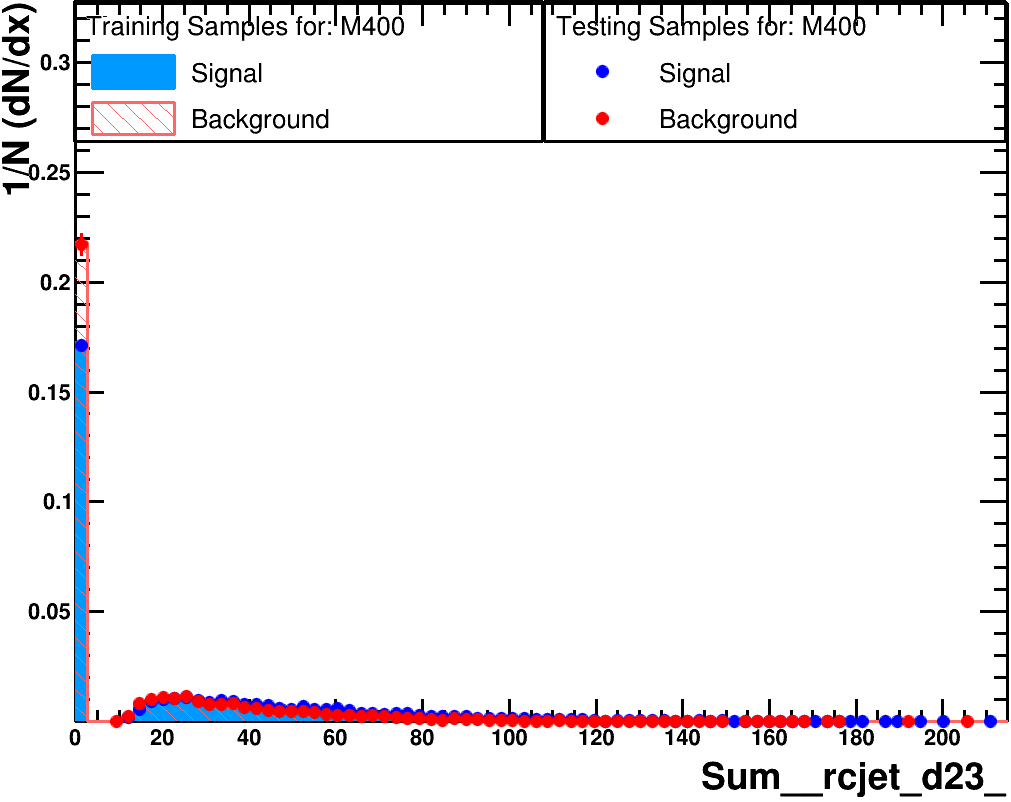 1/N (dN/dx)
Training Samples for: M400
Signal
Background
Testing Samples for: M400
Signal
Background
0.3
0.25
0.2
0.15
0.1
0.05
0 20 40 60 80 100 120 140 160 180 200
Sum__rcjet_d23_